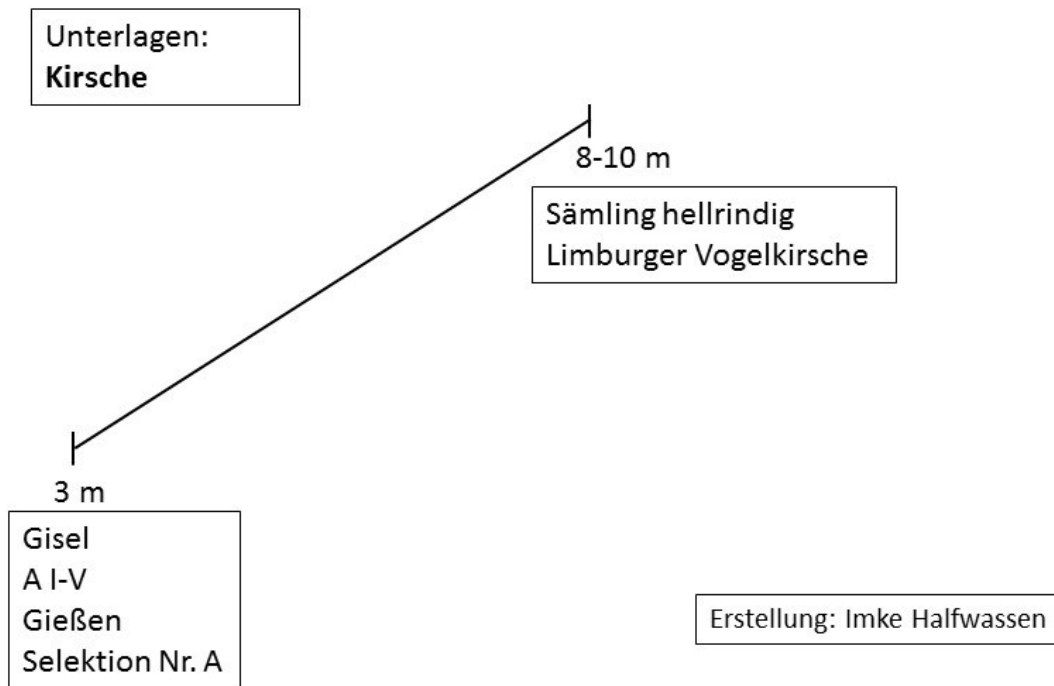 Unterlagen:
Kirsche
8-10 m
Sämling hellrindig
Limburger Vogelkirsche
3 m
Gisel
A I-V
Gießen
Selektion Nr. A
Erstellung: Imke Halfwassen